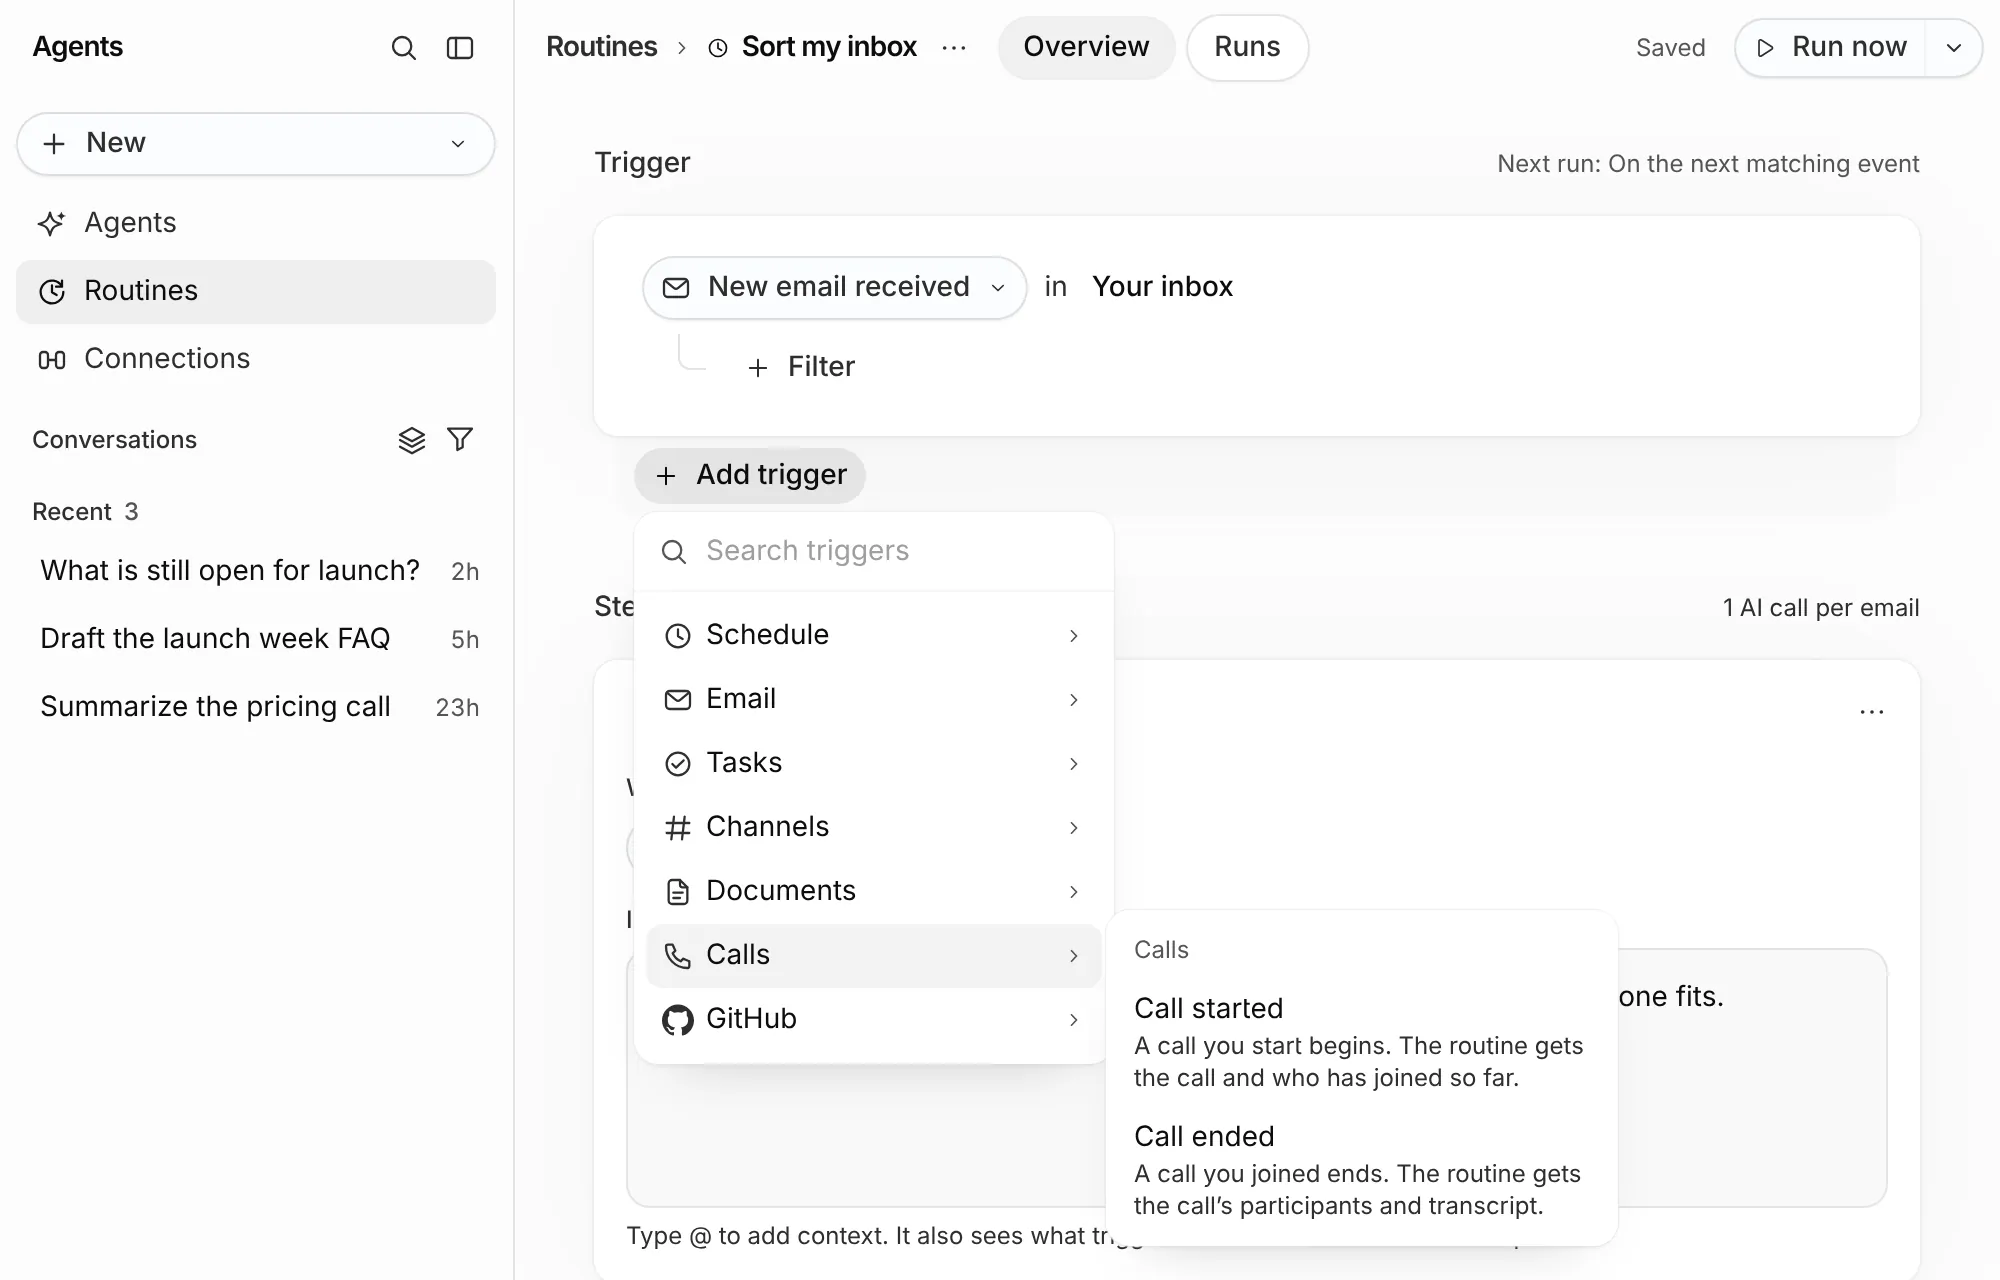 Agents
New
Agents
Routines
Connections
Conversations
Recent 3
What is still open for launch? 2h
Draft the launch week FAQ 5h
Summarize the pricing call 23h
Routines > Sort my inbox ...
Overview
Runs
Saved
Run now
Trigger
Next run: On the next matching event
New email received in Your inbox
+ Filter
+ Add trigger
Search triggers
1 AI call per email
Schedule
Email
Tasks
Channels
Documents
Calls
GitHub
Calls
Call started
A call you start begins. The routine gets
the call and who has joined so far.
Call ended
A call you joined ends. The routine gets
the call’s participants and transcript.
one fits.
Type @ to add context. It also sees what